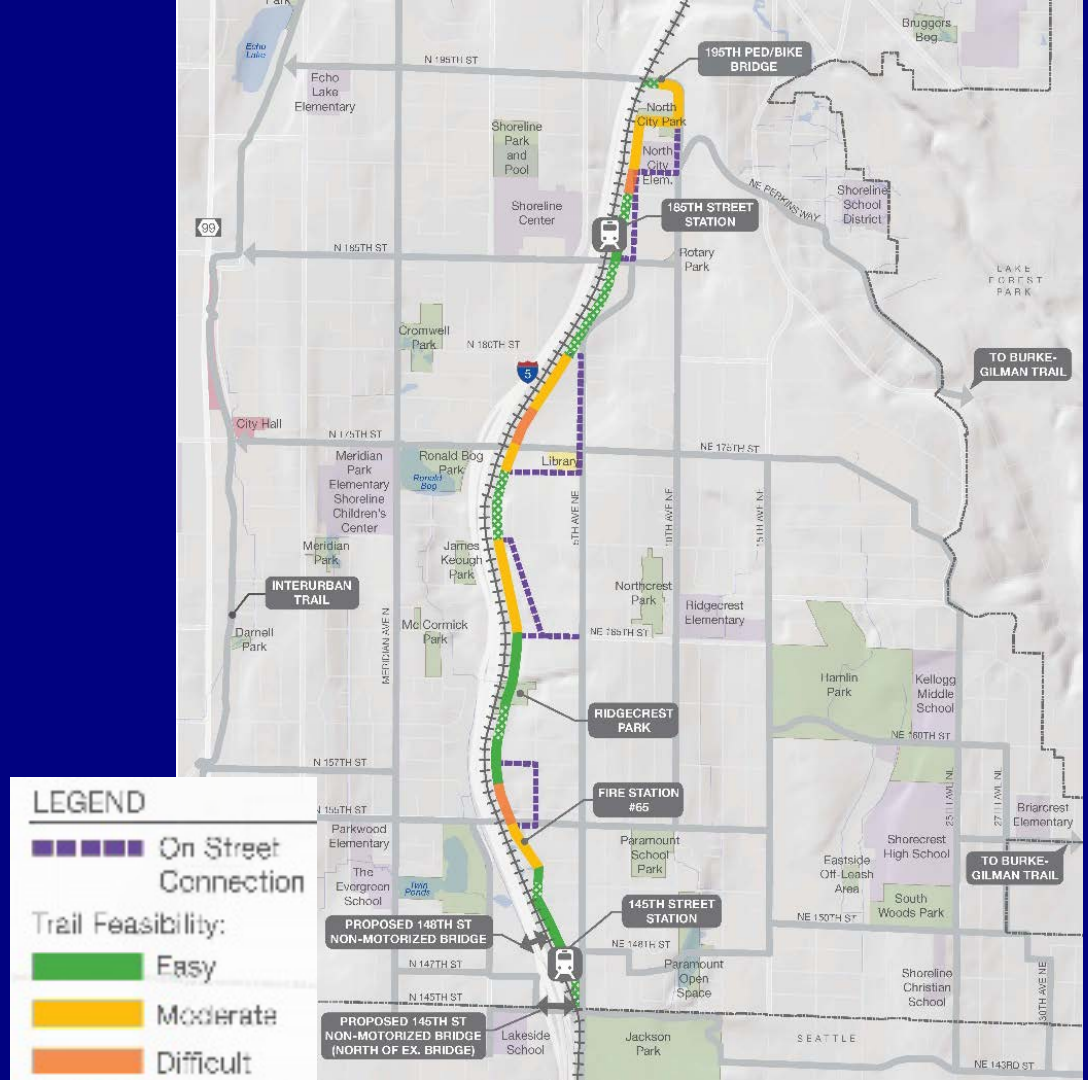 Park
Echo
Lake
N 195TH ST
Echo
Lake
Elementary
195TH PED/BIKE
BRIDGE
Bruggers
Bog
North
City Park
Shoreline
Park
and
Pool
North
City
Elem.
NE PERKINS WAY
Shoreline
School
District
Shoreline
Center
185TH STREET
STATION
99
N 185TH ST
Rotary
Park
LAKE
FOREST
PARK
Cromwell
Park
N 180TH ST
5
TO BURKE-
GILMAN TRAIL
City Hall
N 175TH ST
NE 175TH ST
Meridian
Park
Elementary
Shoreline
Children's
Center
Ronald Bog
Park
Ronald
Bog
Library
5TH AVE NE
10TH AVE NE
15TH AVE NE
Meridian
Park
James
Keough
Park
INTERURBAN
TRAIL
Northcrest
Park
Ridgecrest
Elementary
Darnell
Park
MERIDIAN AVE N
McCormick
Park
NE 165TH ST
Hamlin
Park
Kellogg
Middle
School
RIDGECREST
PARK
NE 160TH ST
N 157TH ST
FIRE STATION
#65
25TH AVE NE
27TH AVE NE
N 155TH ST
Briarcrest
Elementary
Parkwood
Elementary
Paramount
School
Park
Shorecrest
High School
The
Evergreen
School
Twin
Ponds
Eastside
Off-Leash
Area
TO BURKE-
GILMAN TRAIL
South
Woods Park
145TH STREET
STATION
NE 150TH ST
PROPOSED 148TH ST
NON-MOTORIZED BRIDGE
NE 148TH ST
N 147TH ST
Paramount
Open
Space
Shoreline
Christian
School
30TH AVE NE
N 145TH ST
PROPOSED 145TH ST
NON-MOTORIZED BRIDGE
(NORTH OF EX. BRIDGE)
Lakeside
School
Jackson
Park
SEATTLE
NE 143RD ST
LEGEND
On Street
Connection
Trail Feasibility:
Easy
Moderate
Difficult